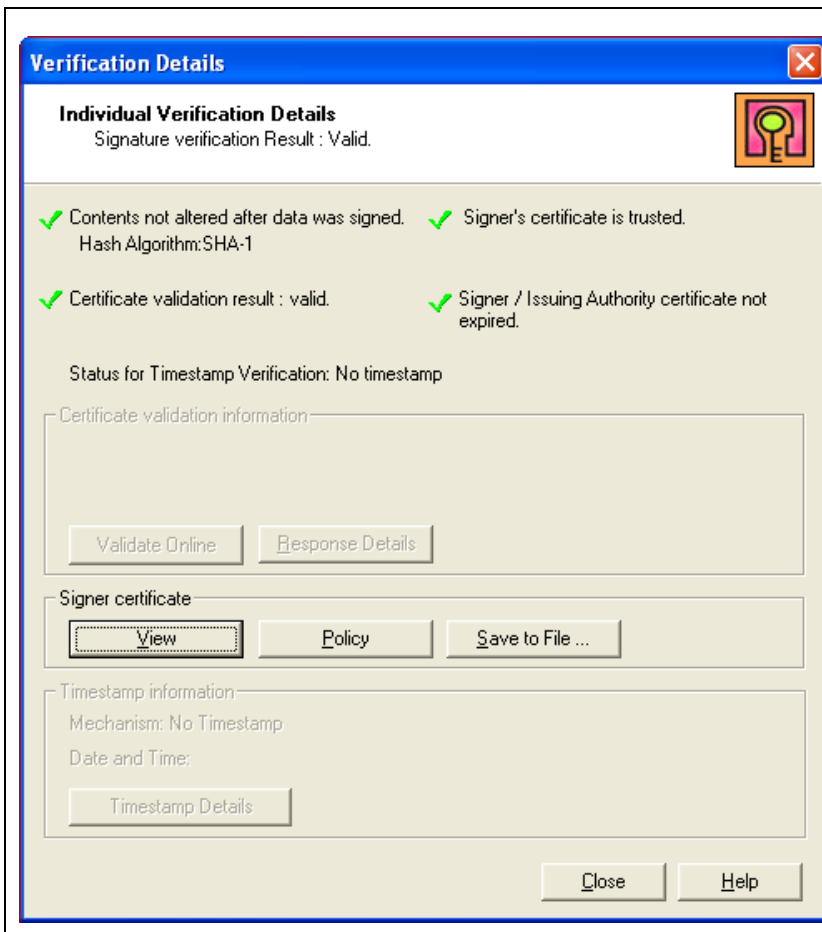 Verification Details
Individual Verification Details
Signature verification Result : Valid.
Contents not altered after data was signed.
Hash Algorithm:SHA-1
Signer's certificate is trusted.
Certificate validation result : valid.
Signer / Issuing Authority certificate not
expired.
Status for Timestamp Verification: No timestamp
Certificate validation information
Validate Online
Response Details
Signer certificate
View
Policy
Save to File ...
Timestamp information
Mechanism: No Timestamp
Date and Time:
Timestamp Details
Close
Help